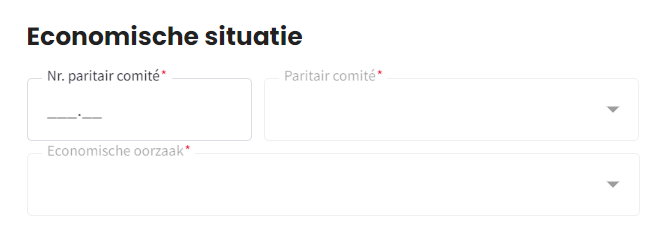 Economische situatie
Nr. paritair comité* Paritair comité*
___.__
Economische oorzaak*